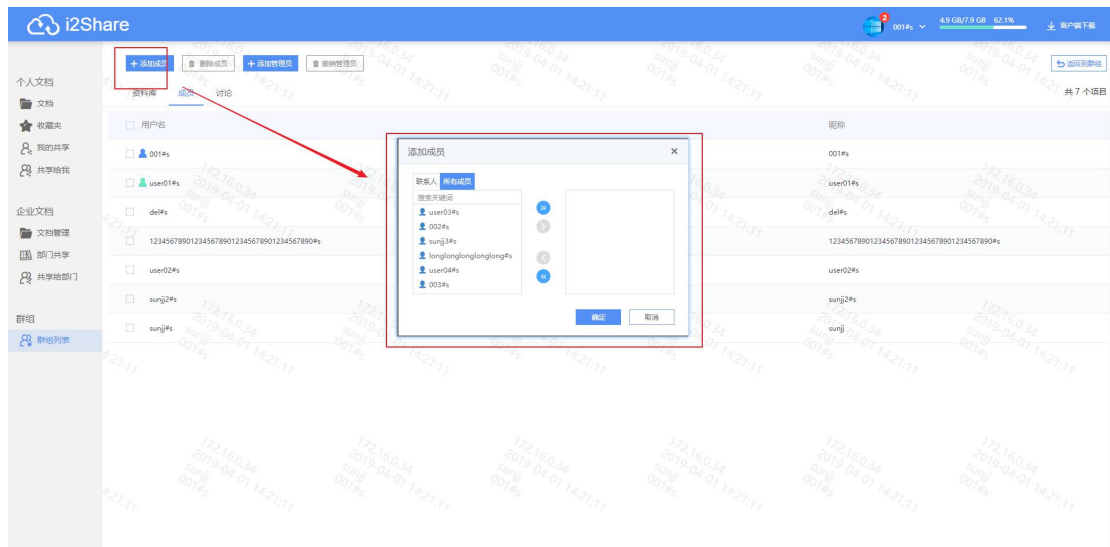 i2Share
2
001#s
4.9 GB/7.9 GB 62.1%
客户端下载
+ 添加成员
删除成员
+ 添加管理员
撤销管理员
返回到群组
资料库
成员
讨论
共 7 个项目
个人文档
文档
收藏夹
我的共享
共享给我
企业文档
文档管理
部门共享
共享给部门
群组
群组列表
用户名
昵称
001#s
001#s
user01#s
user01#s
del#s
del#s
1234567890123456789012345678901234567890#s
1234567890123456789012345678901234567890#s
user02#s
user02#s
sunjj2#s
sunjj2#s
sunjj#s
sunjj
添加成员
×
联系人
所有成员
搜索关键词
user03#s
002#s
sunjj3#s
longlonglonglonglong#s
user04#s
003#s
确定
取消
172.16.0.34
2019-04-01 14:21:11
sunjj
001#s